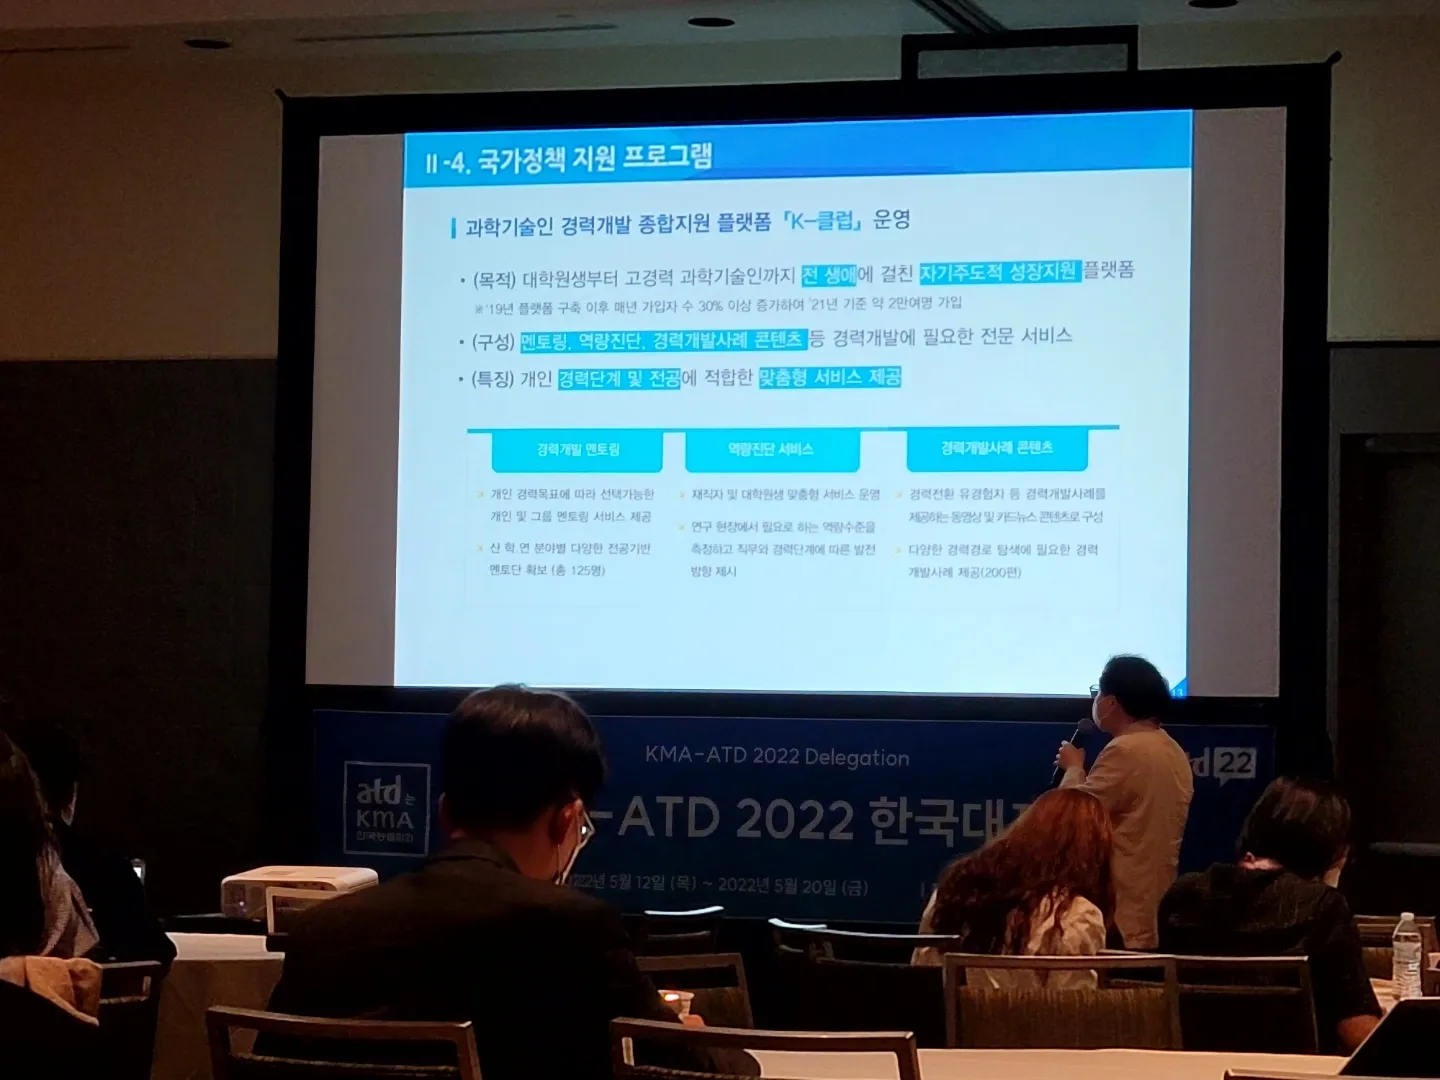 II-4. 국가정책 지원 프로그램
과학기술인 경력개발 종합지원 플랫폼 「K-클럽」 운영
• (목적) 대학원생부터 고경력 과학기술인까지 전 생애에 걸친 자기주도적 성장지원 플랫폼
※ '19년 플랫폼 구축 이후 매년 가입자 수 30% 이상 증가하여 '21년 기준 약 2만여명 가입
• (구성) 멘토링, 역량진단, 경력개발사례 콘텐츠 등 경력개발에 필요한 전문 서비스
• (특징) 개인 경력단계 및 전공에 적합한 맞춤형 서비스 제공
경력개발 멘토링
개인 경력목표에 따라 선택가능한
개인 및 그룹 멘토링 서비스 제공
산 학 연 분야별 다양한 전공기반
멘토단 확보 (총 125명)
역량진단 서비스
재직자 및 대학원생 맞춤형 서비스 운영
연구 현장에서 필요로 하는 역량수준을
측정하고 직무와 경력단계에 따른 발전
방향 제시
경력개발사례 콘텐츠
경력전환 유경험자 등 경력개발사례를
제공하는 동영상 및 카드뉴스 콘텐츠로 구성
다양한 경력경로 탐색에 필요한 경력
개발사례 제공(200편)
13
KMA-ATD 2022 Delegation
atd는
KMA
한국능률협회
-ATD 2022 한국대
td 22
2022년 5월 12일 (목) ~ 2022년 5월 20일 (금)